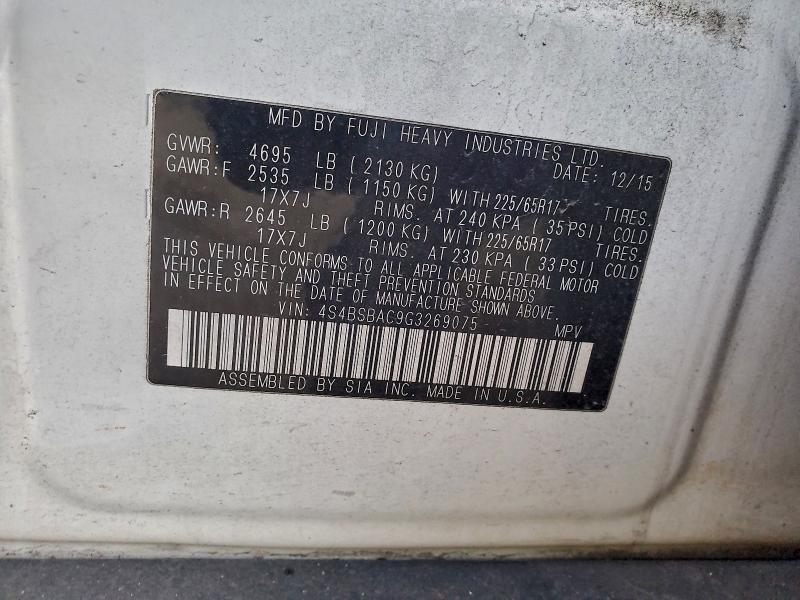 MFD BY FUJI HEAVY INDUSTRIES LTD.
GVWR: 4695 LB ( 2130 KG) DATE: 12/15
GAWR:F 2535 LB ( 1150 KG) WITH 225/65R17 TIRES.
17X7J RIMS. AT 240 KPA ( 35 PSI) COLD
GAWR:R 2645 LB ( 1200 KG) WITH 225/65R17 TIRES.
17X7J RIMS. AT 230 KPA ( 33 PSI) COLD
THIS VEHICLE CONFORMS TO ALL APPLICABLE FEDERAL MOTOR
VEHICLE SAFETY AND THEFT PREVENTION STANDARDS
IN EFFECT ON THE DATE OF MANUFACTURE SHOWN ABOVE.
VIN: 4S4BSBAC9G3269075 MPV
ASSEMBLED BY SIA INC. MADE IN U.S.A.